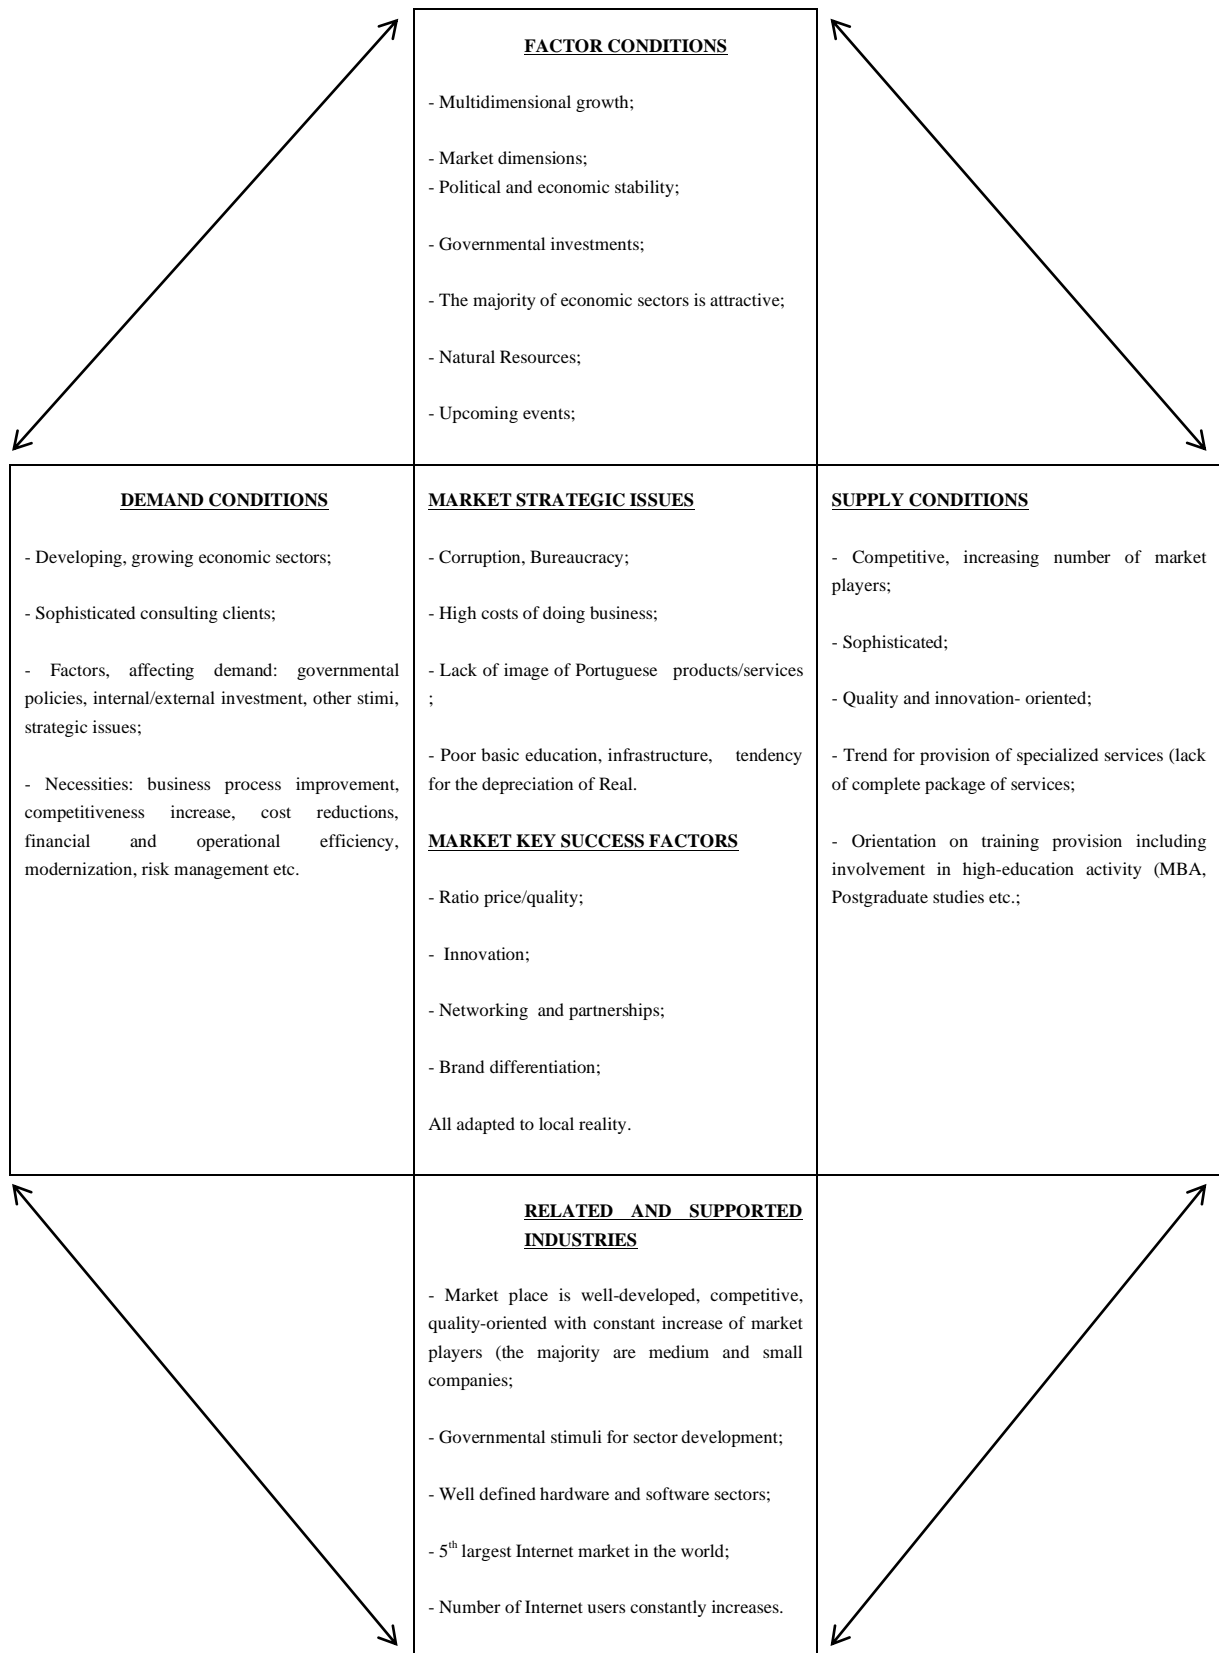 FACTOR CONDITIONS
- Multidimensional growth;
- Market dimensions;
- Political and economic stability;
- Governmental investments;
- The majority of economic sectors is attractive;
- Natural Resources;
- Upcoming events;
DEMAND CONDITIONS
- Developing, growing economic sectors;
- Sophisticated consulting clients;
- Factors, affecting demand: governmental
policies, internal/external investment, other stimi,
strategic issues;
- Necessities: business process improvement,
competitiveness increase, cost reductions,
financial and operational efficiency,
modernization, risk management etc.
MARKET STRATEGIC ISSUES
- Corruption, Bureaucracy;
- High costs of doing business;
- Lack of image of Portuguese products/services
;
- Poor basic education, infrastructure, tendency
for the depreciation of Real.
MARKET KEY SUCCESS FACTORS
- Ratio price/quality;
- Innovation;
- Networking and partnerships;
- Brand differentiation;
All adapted to local reality.
SUPPLY CONDITIONS
- Competitive, increasing number of market
players;
- Sophisticated;
- Quality and innovation- oriented;
- Trend for provision of specialized services (lack
of complete package of services;
- Orientation on training provision including
involvement in high-education activity (MBA,
Postgraduate studies etc.;
RELATED AND SUPPORTED
INDUSTRIES
- Market place is well-developed, competitive,
quality-oriented with constant increase of market
players (the majority are medium and small
companies;
- Governmental stimuli for sector development;
- Well defined hardware and software sectors;
- 5th largest Internet market in the world;
- Number of Internet users constantly increases.